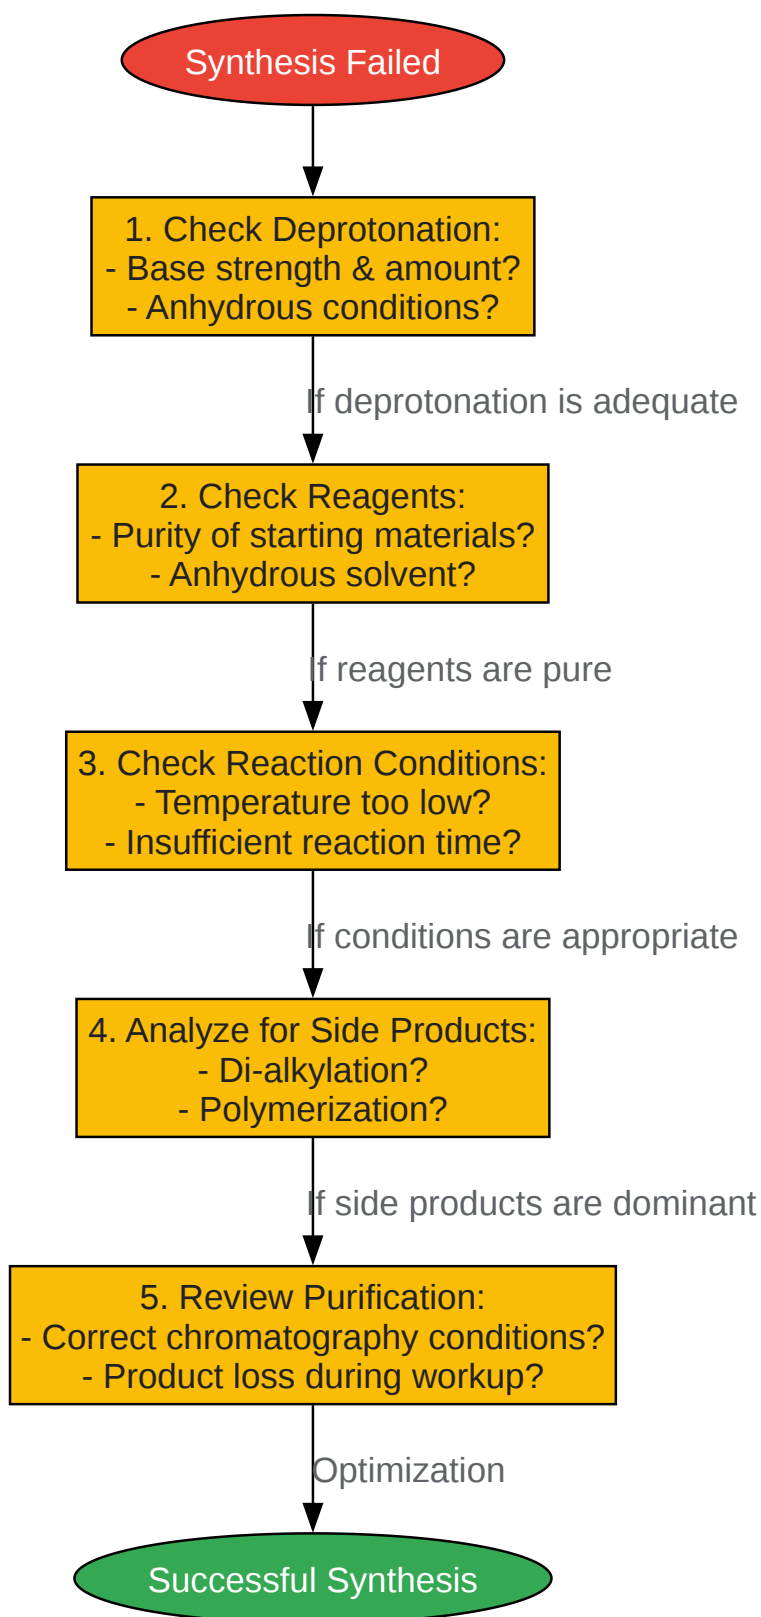 Synthesis Failed
1. Check Deprotonation:
- Base strength & amount?
- Anhydrous conditions?
If deprotonation is adequate
2. Check Reagents:
- Purity of starting materials?
- Anhydrous solvent?
If reagents are pure
3. Check Reaction Conditions:
- Temperature too low?
- Insufficient reaction time?
If conditions are appropriate
4. Analyze for Side Products:
- Di-alkylation?
- Polymerization?
If side products are dominant
5. Review Purification:
- Correct chromatography conditions?
- Product loss during workup?
Optimization
Successful Synthesis